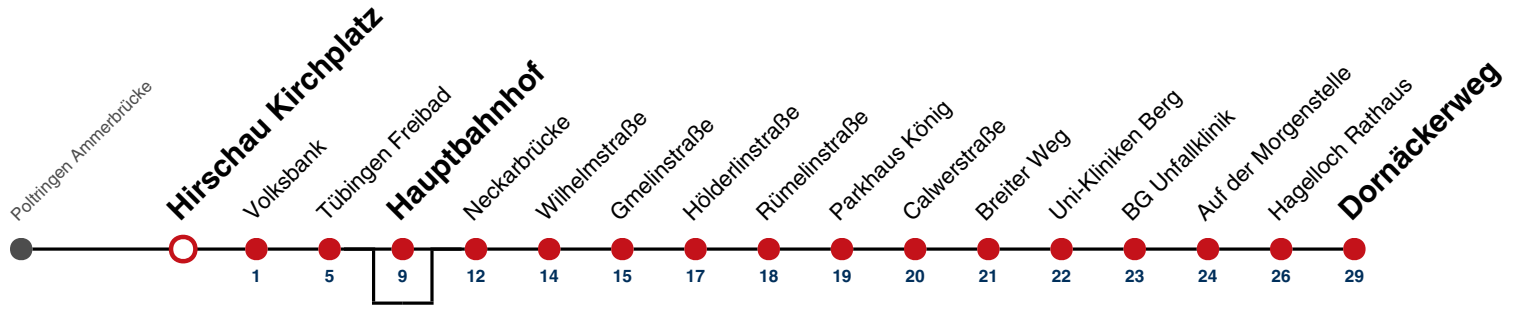 Poltringen Ammerbrücke
Hirschau Kirchplatz
Volksbank
Tübingen Freibad
Hauptbahnhof
Neckarbrücke
Wilhelmstraße
Gmelinstraße
Hölderlinstraße
Rümelinstraße
Parkhaus König
Calwerstraße
Breiter Weg
Uni-Kliniken Berg
BG Unfallklinik
Auf der Morgenstelle
Hagelloch Rathaus
Dornäckerweg
1 5 9 12 14 15 17 18 19 20 21 22 23 24 26 29